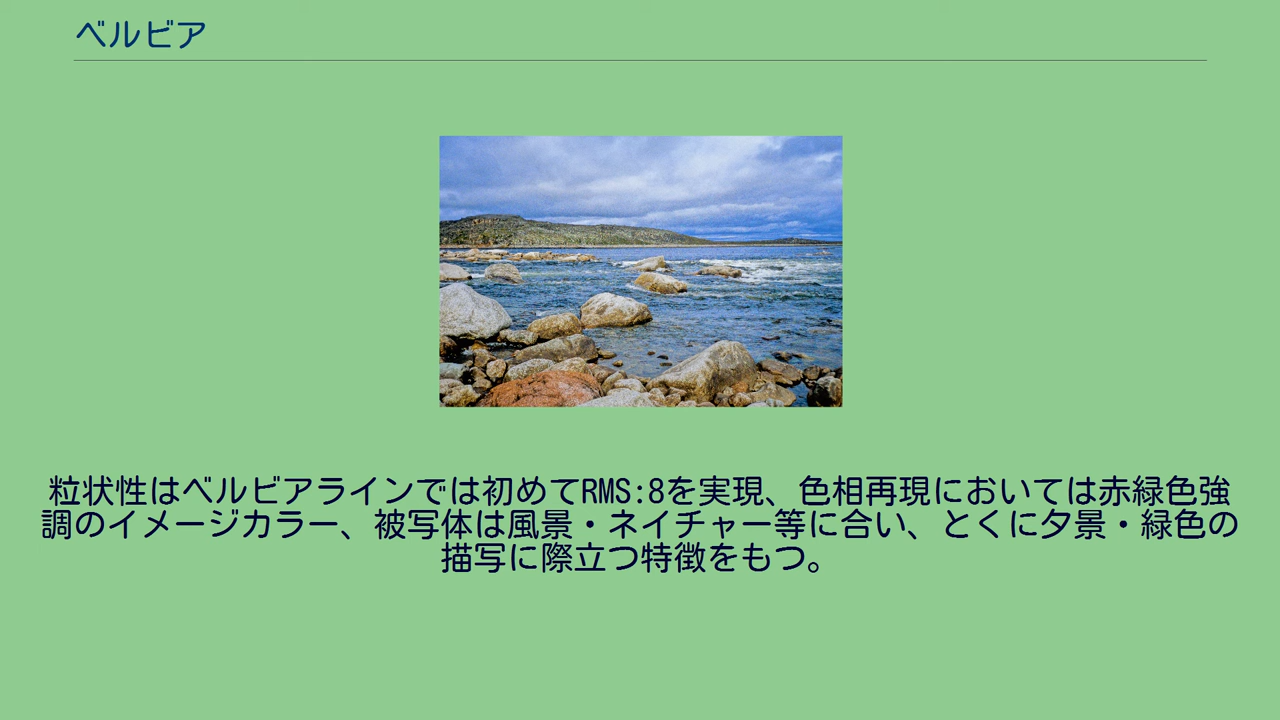 ベルビア
粒状性はベルビアラインでは初めてRMS:8を実現、色相再現においては赤緑色強
調のイメージカラー、被写体は風景・ネイチャー等に合い、とくに夕景・緑色の
描写に際立つ特徴をもつ。